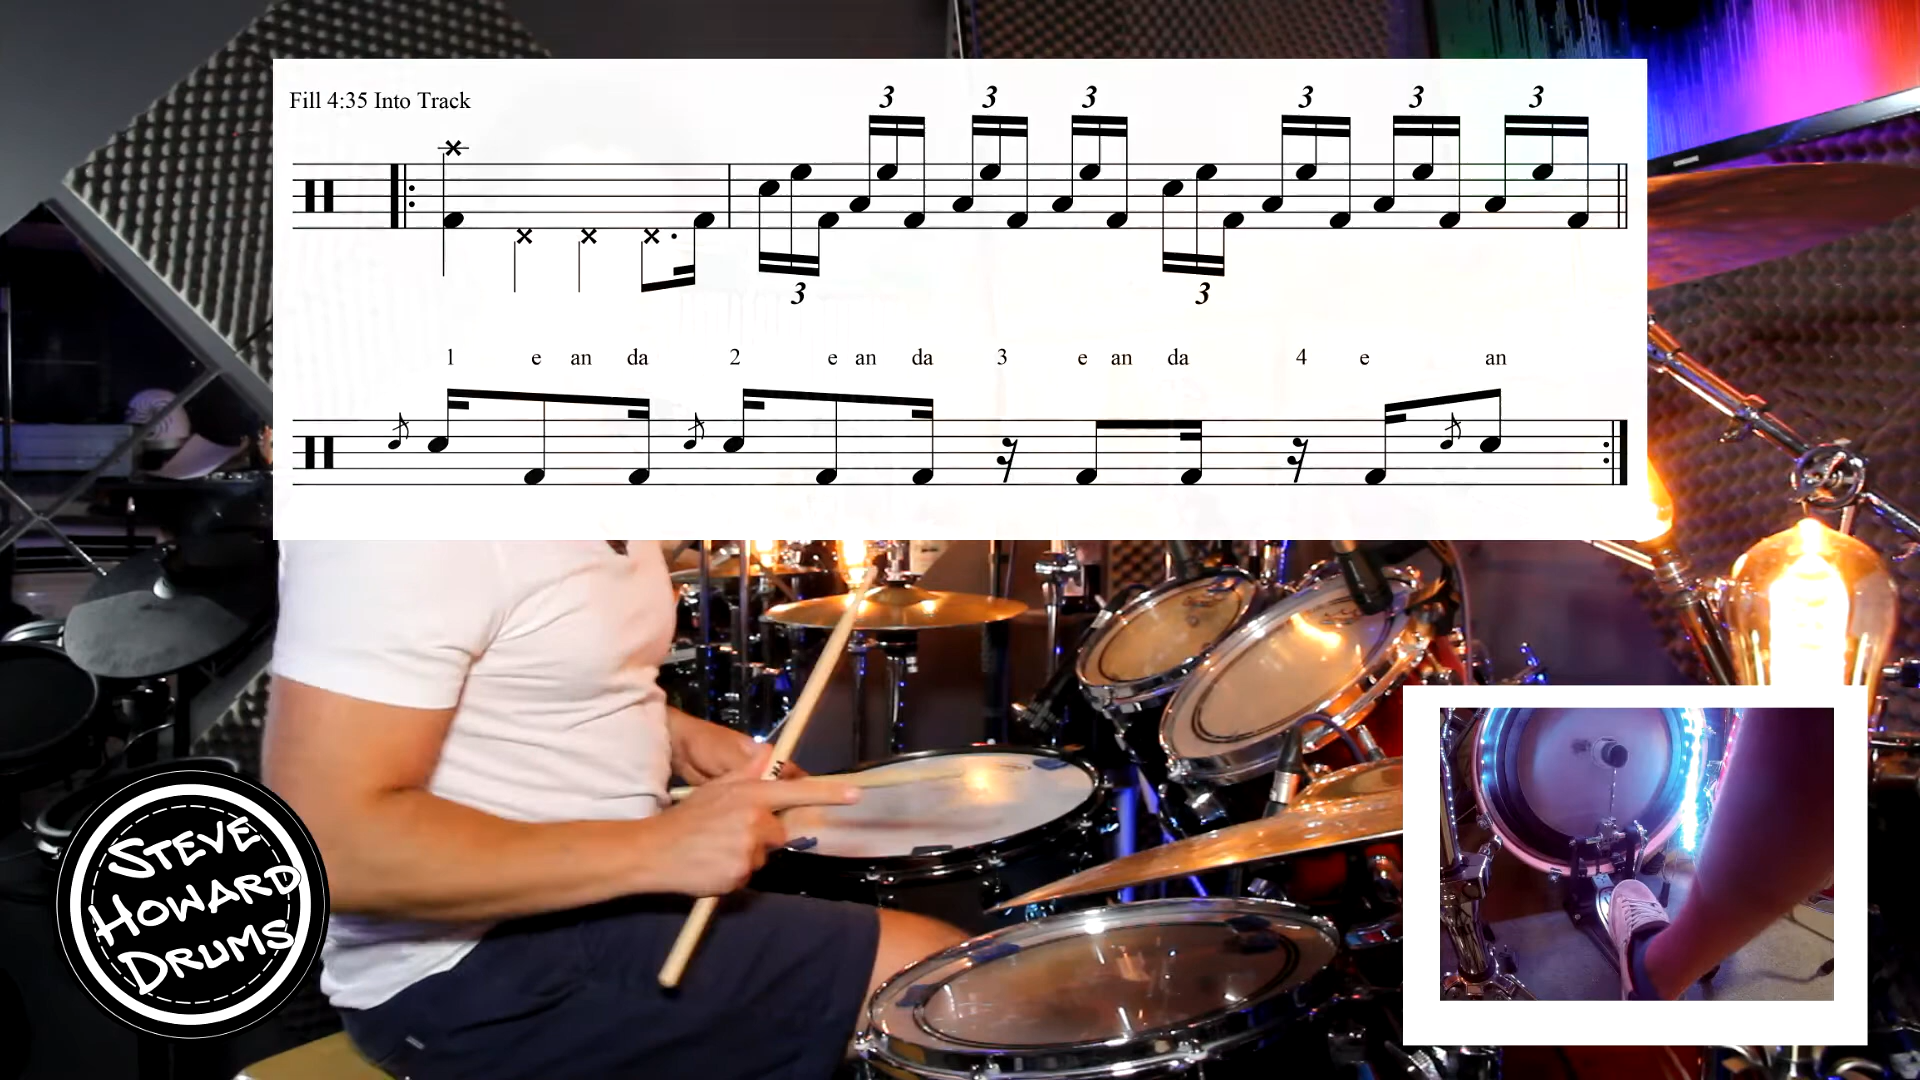 Fill 4:35 Into Track
3 3 3 3 3 3
3 3
1 e an da 2 e an da 3 e an da 4 e an
SAMSUNG
STEVE
HOWARD
DRUMS